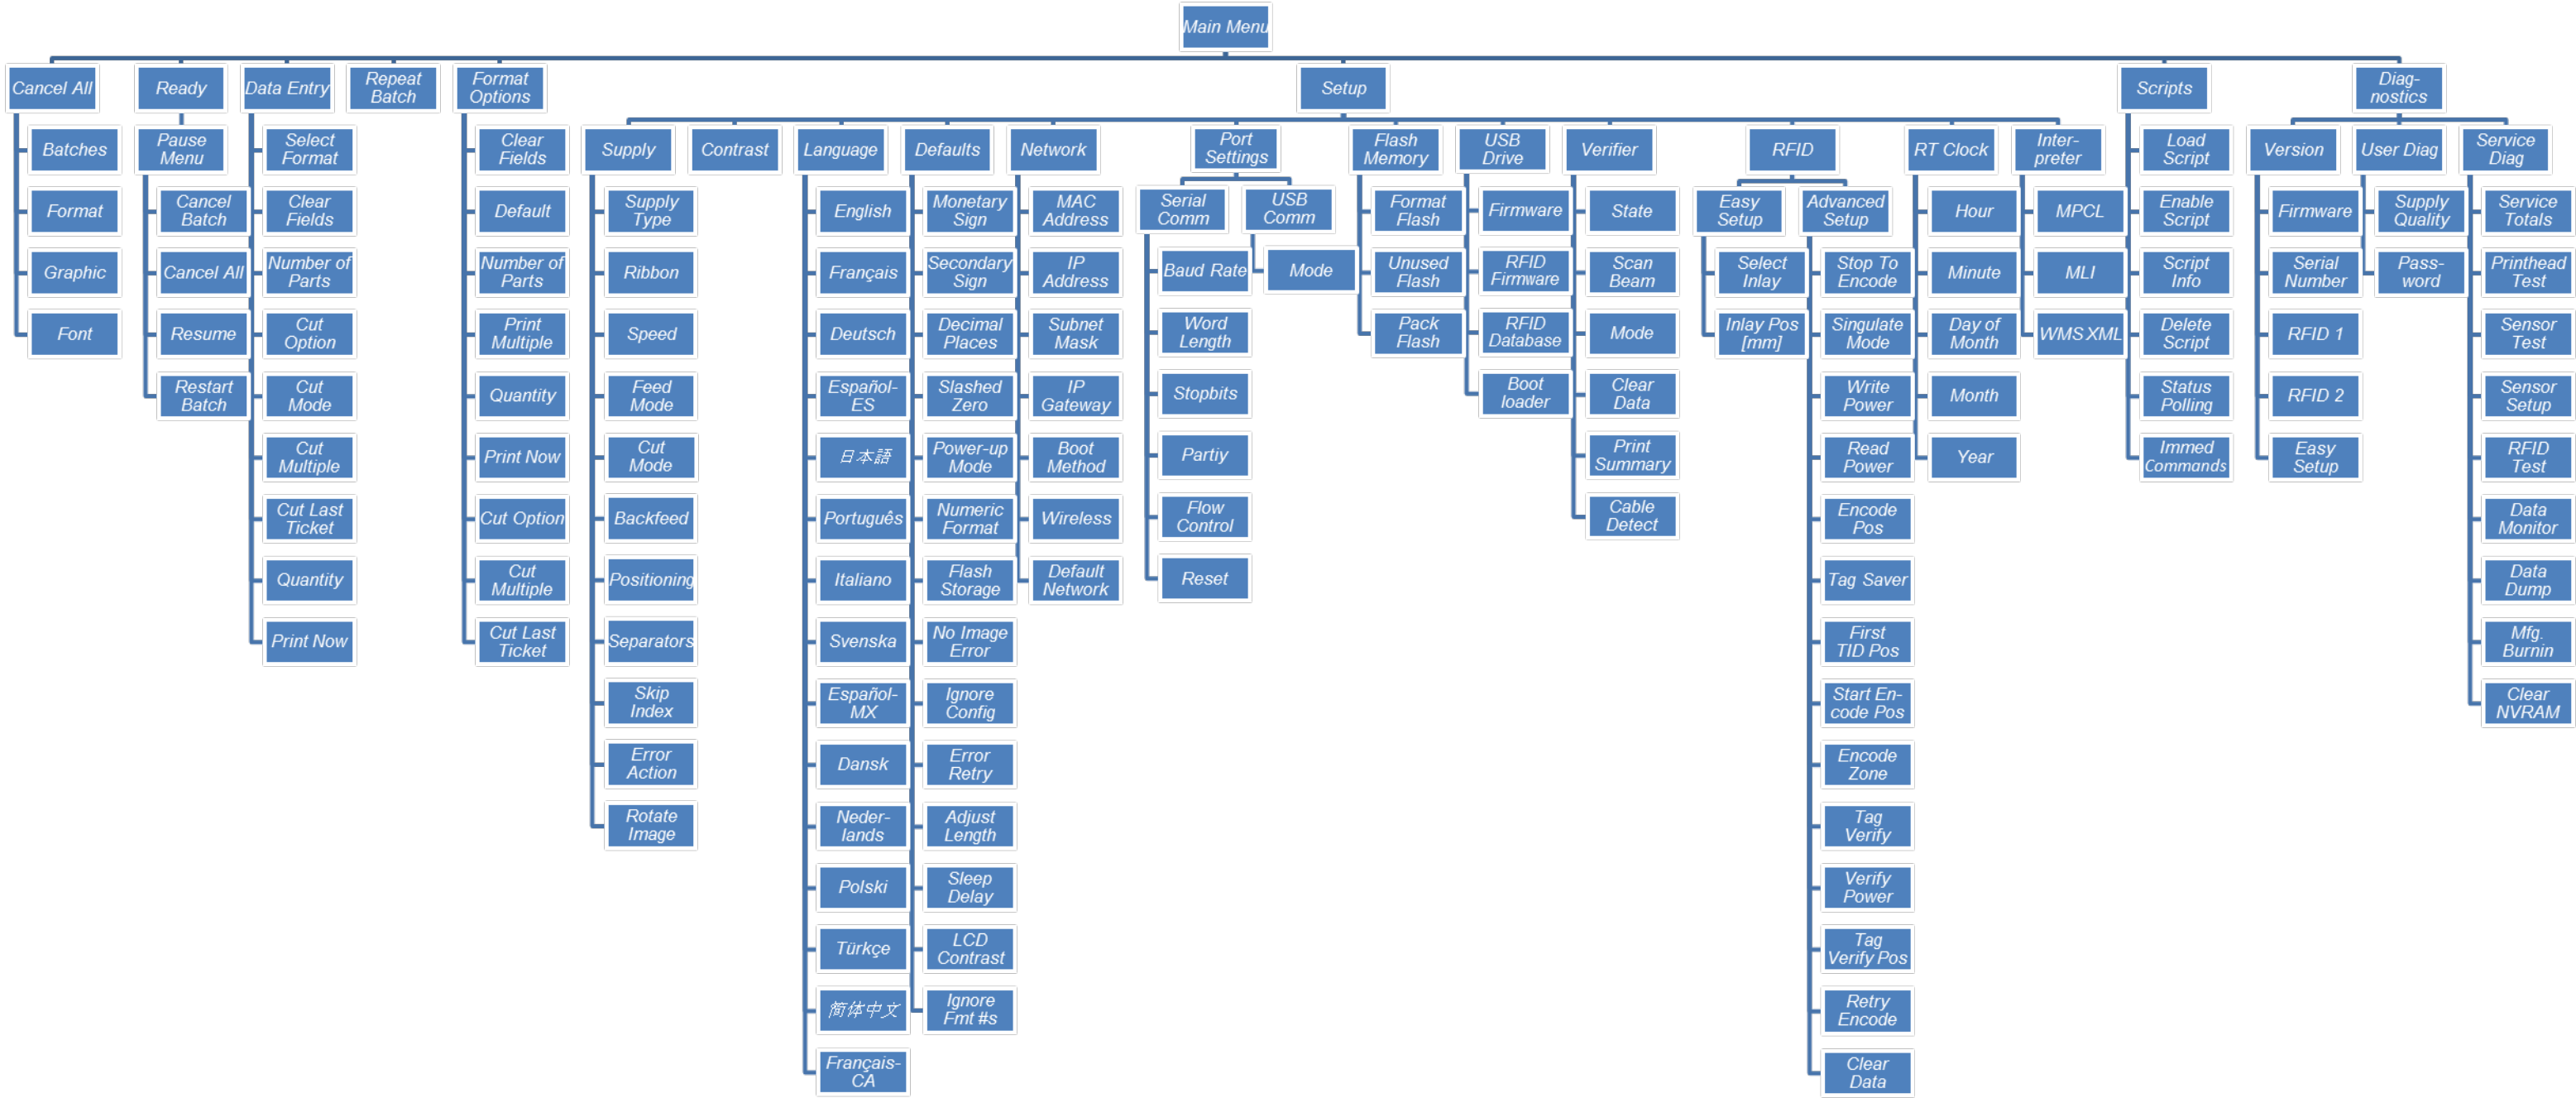 Main Menu
Cancel All
Ready
Data Entry
Repeat
Batch
Format
Options
Setup
Scripts
Diag-
nostics
Batches
Format
Graphic
Font
Pause
Menu
Cancel
Batch
Cancel All
Resume
Restart
Batch
Select
Format
Clear
Fields
Number of
Parts
Cut
Option
Cut
Mode
Cut
Multiple
Cut Last
Ticket
Quantity
Print Now
Clear
Fields
Default
Number of
Parts
Print
Multiple
Quantity
Print Now
Cut Option
Cut
Multiple
Cut Last
Ticket
Supply
Supply
Type
Ribbon
Speed
Feed
Mode
Cut
Mode
Backfeed
Positioning
Separators
Skip
Index
Error
Action
Rotate
Image
Contrast
Language
English
Français
Deutsch
Español-
ES
日本語
Português
Italiano
Svenska
Español-
MX
Dansk
Neder-
lands
Polski
Türkçe
简体中文
Français-
CA
Defaults
Monetary
Sign
Secondary
Sign
Decimal
Places
Slashed
Zero
Power-up
Mode
Numeric
Format
Flash
Storage
No Image
Error
Ignore
Config
Error
Retry
Adjust
Length
Sleep
Delay
LCD
Contrast
Ignore
Fmt #s
Network
MAC
Address
IP
Address
Subnet
Mask
IP
Gateway
Boot
Method
Wireless
Default
Network
Port
Settings
Serial
Comm
Baud Rate
Word
Length
Stopbits
Partiy
Flow
Control
Reset
USB
Comm
Mode
Flash
Memory
Format
Flash
Unused
Flash
Pack
Flash
USB
Drive
Firmware
RFID
Firmware
RFID
Database
Boot
loader
Verifier
State
Scan
Beam
Mode
Clear
Data
Print
Summary
Cable
Detect
RFID
Easy
Setup
Select
Inlay
Inlay Pos
[mm]
Advanced
Setup
Stop To
Encode
Singulate
Mode
Write
Power
Read
Power
Encode
Pos
Tag Saver
First
TID Pos
Start En-
code Pos
Encode
Zone
Tag
Verify
Verify
Power
Tag
Verify Pos
Retry
Encode
Clear
Data
RT Clock
Hour
Minute
Day of
Month
Month
Year
Inter-
preter
MPCL
MLI
WMS XML
Load
Script
Enable
Script
Script
Info
Delete
Script
Status
Polling
Immed
Commands
Version
Firmware
Serial
Number
RFID 1
RFID 2
Easy
Setup
User Diag
Supply
Quality
Pass-
word
Service
Diag
Service
Totals
Printhead
Test
Sensor
Test
Sensor
Setup
RFID
Test
Data
Monitor
Data
Dump
Mfg.
Burnin
Clear
NVRAM